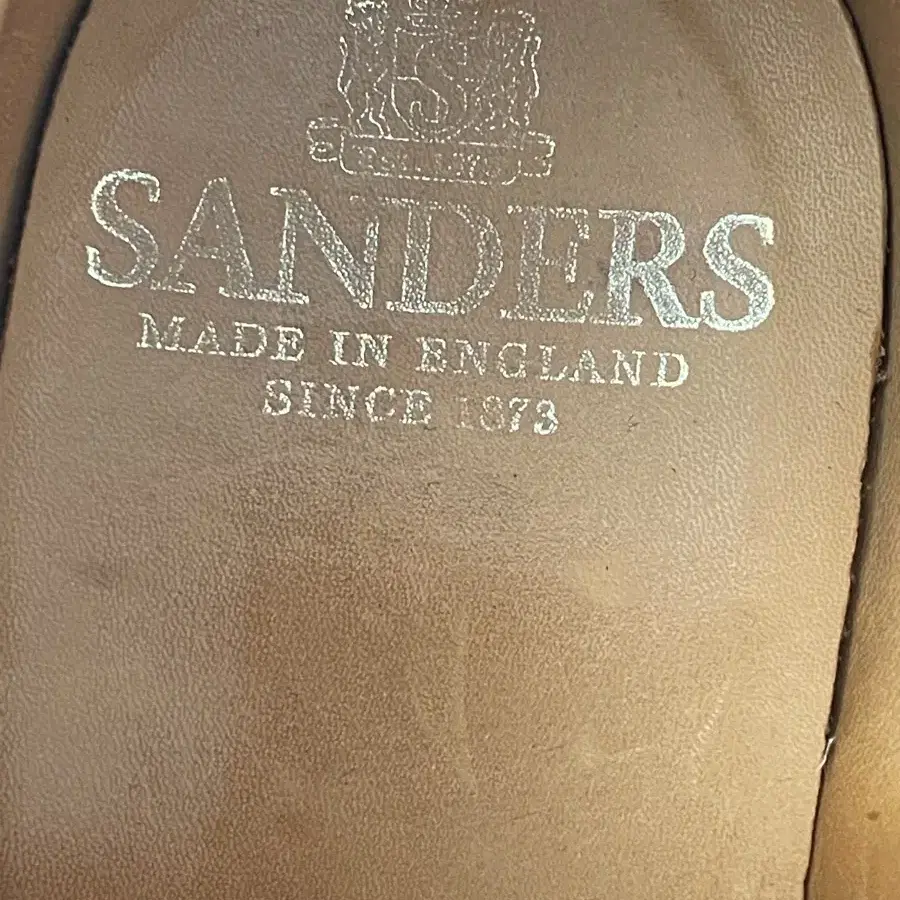 S
SANDERS
MADE IN ENGLAND
SINCE 1873